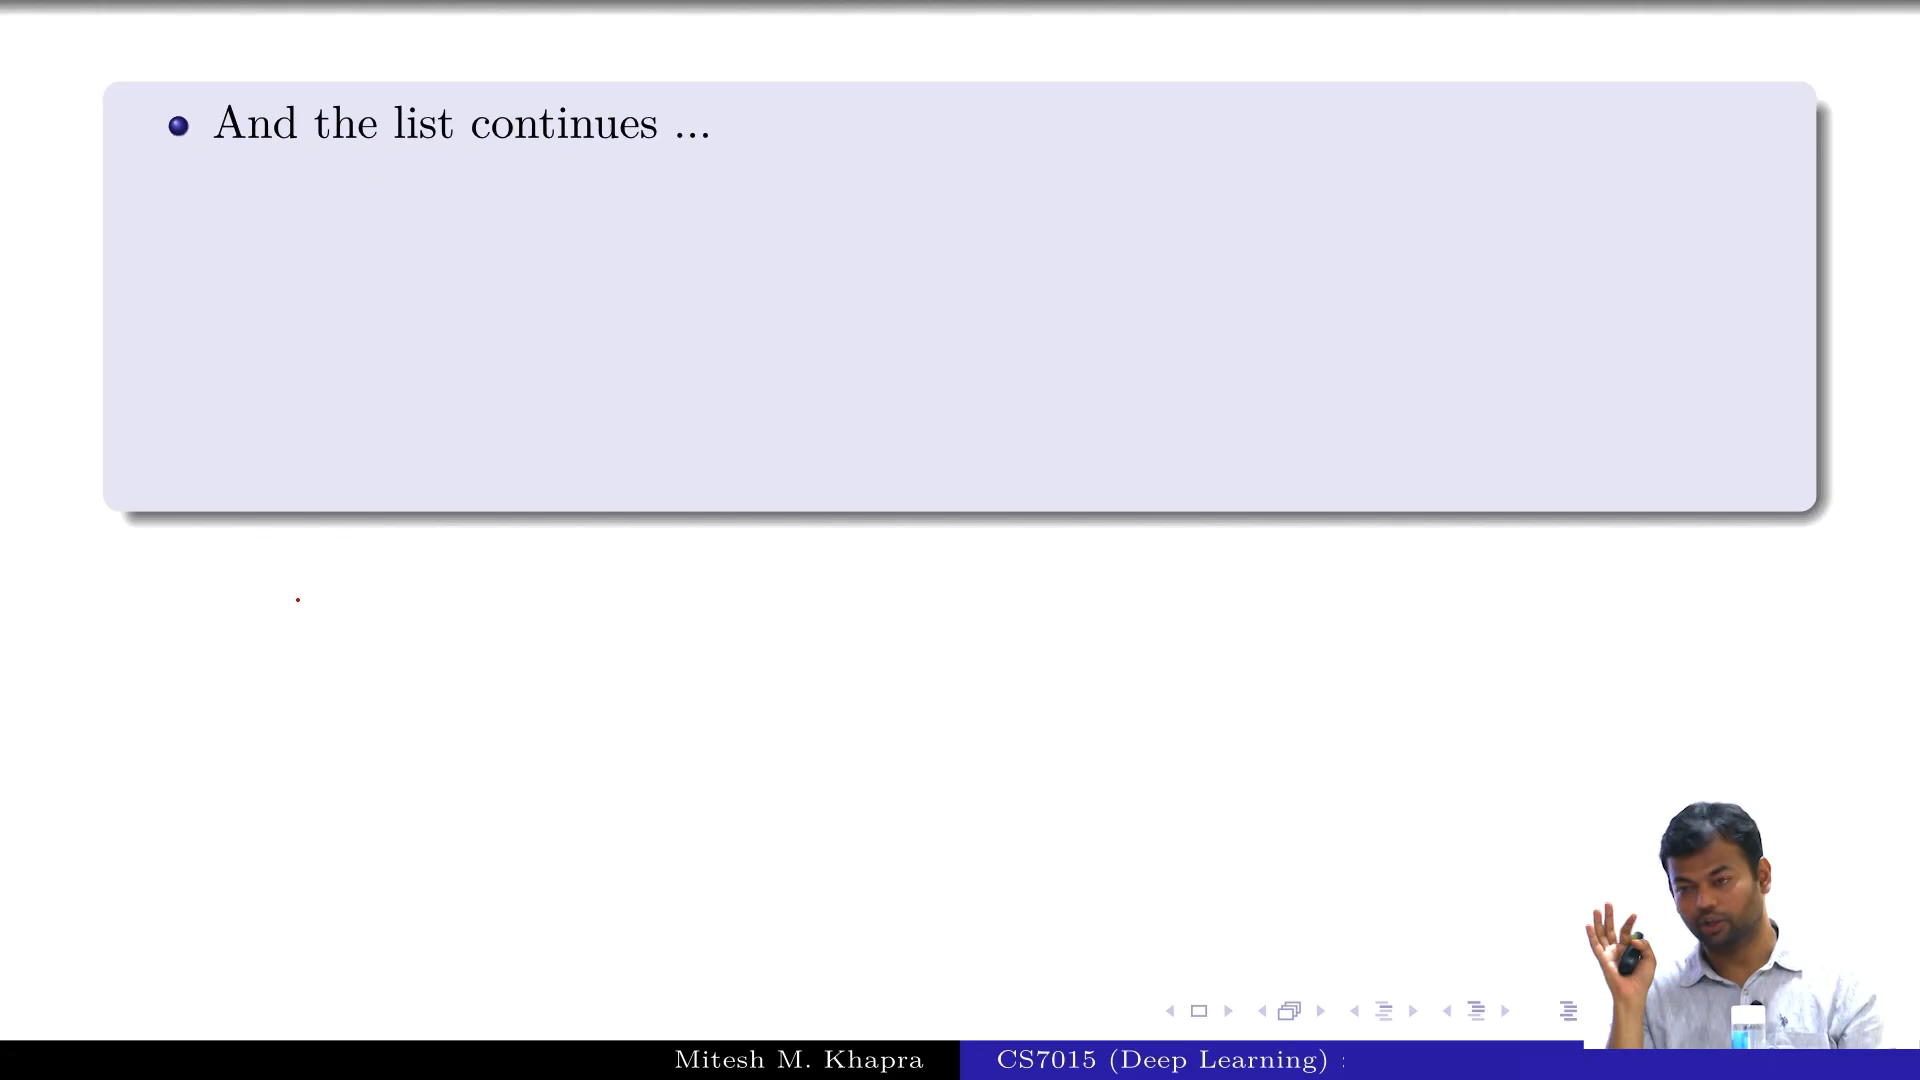 And the list continues ...
Mitesh M. Khapra
CS7015 (Deep Learning) :